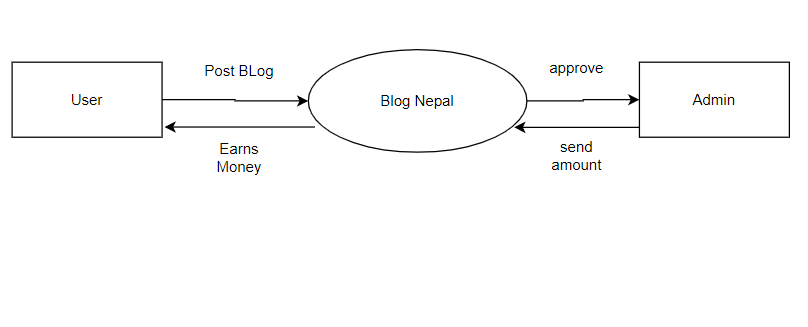 Post BLog
approve
User
Blog Nepal
Admin
Earns
Money
send
amount